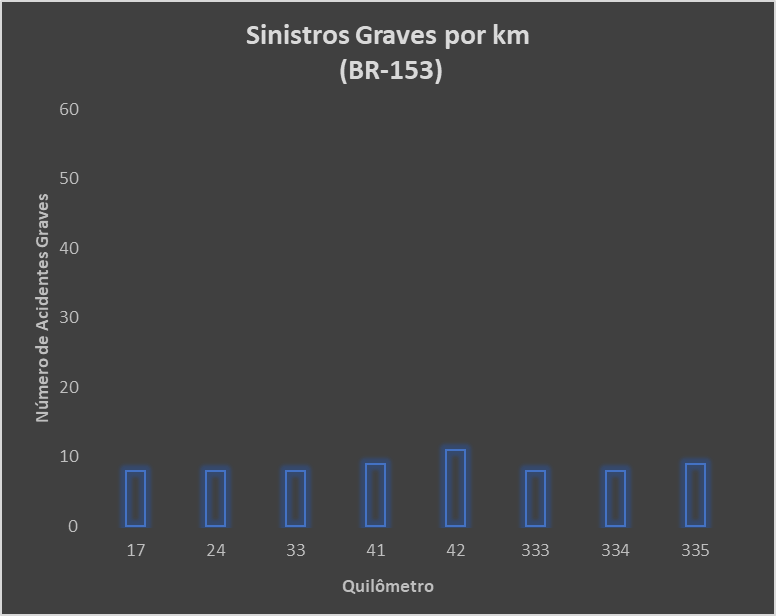 Sinistros Graves por km
(BR-153)
60
50
40
30
20
10
0
Número de Acidentes Graves
17 24 33 41 42 333 334 335
Quilômetro